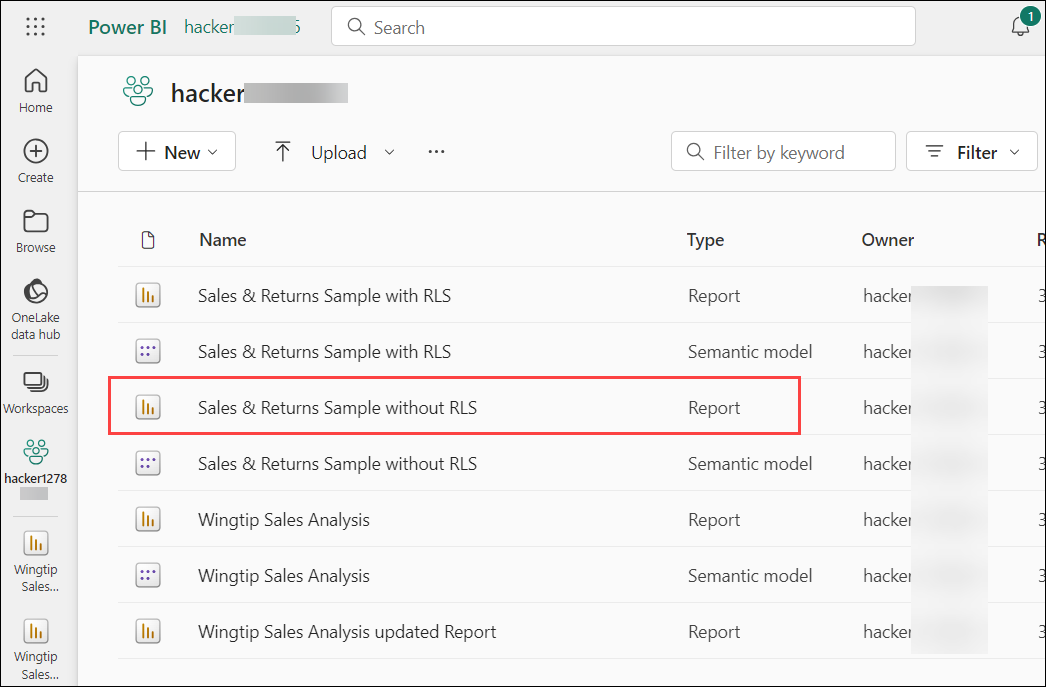 Power BI hacker
Search
1
Home
hacker
New
Upload
Filter by keyword
Filter
Create
Browse
Name
Type
Owner
R
OneLake
data hub
Sales & Returns Sample with RLS Report hacker 3
Sales & Returns Sample with RLS Semantic model hacker 3
Workspaces
Sales & Returns Sample without RLS Report hacker 3
hacker1278
Sales & Returns Sample without RLS Semantic model hacker 3
Wingtip Sales Analysis Report hacker 3
Wingtip
Sales...
Wingtip Sales Analysis Semantic model hacker 3
Wingtip Sales Analysis updated Report Report hacker 3
Wingtip
Sales...